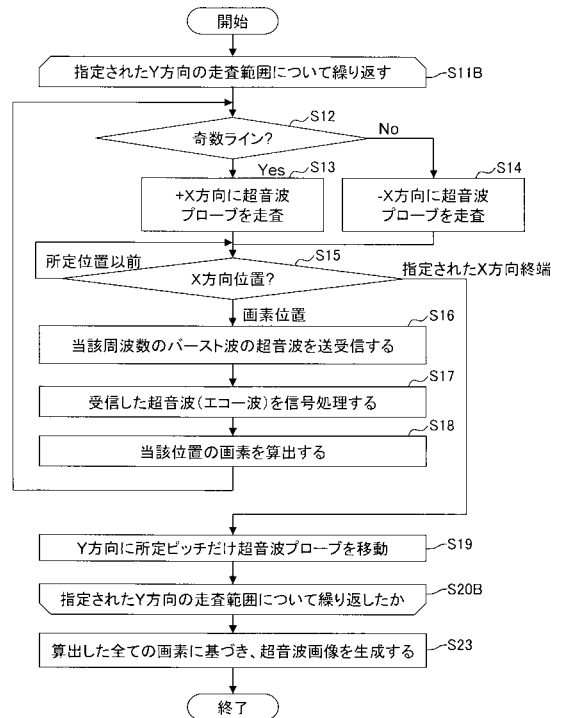 開始
指定されたY方向の走査範囲について繰り返す
S11B
S12
奇数ライン?
No
Yes
S13
S14
+X方向に超音波
プローブを走査
-X方向に超音波
プローブを走査
所定位置以前
S15
指定されたX方向終端
X方向位置?
画素位置
S16
当該周波数のバースト波の超音波を送受信する
S17
受信した超音波(エコー波)を信号処理する
S18
当該位置の画素を算出する
Y方向に所定ピッチだけ超音波プローブを移動
S19
指定されたY方向の走査範囲について繰り返したか
S20B
算出した全ての画素に基づき、超音波画像を生成する
S23
終了